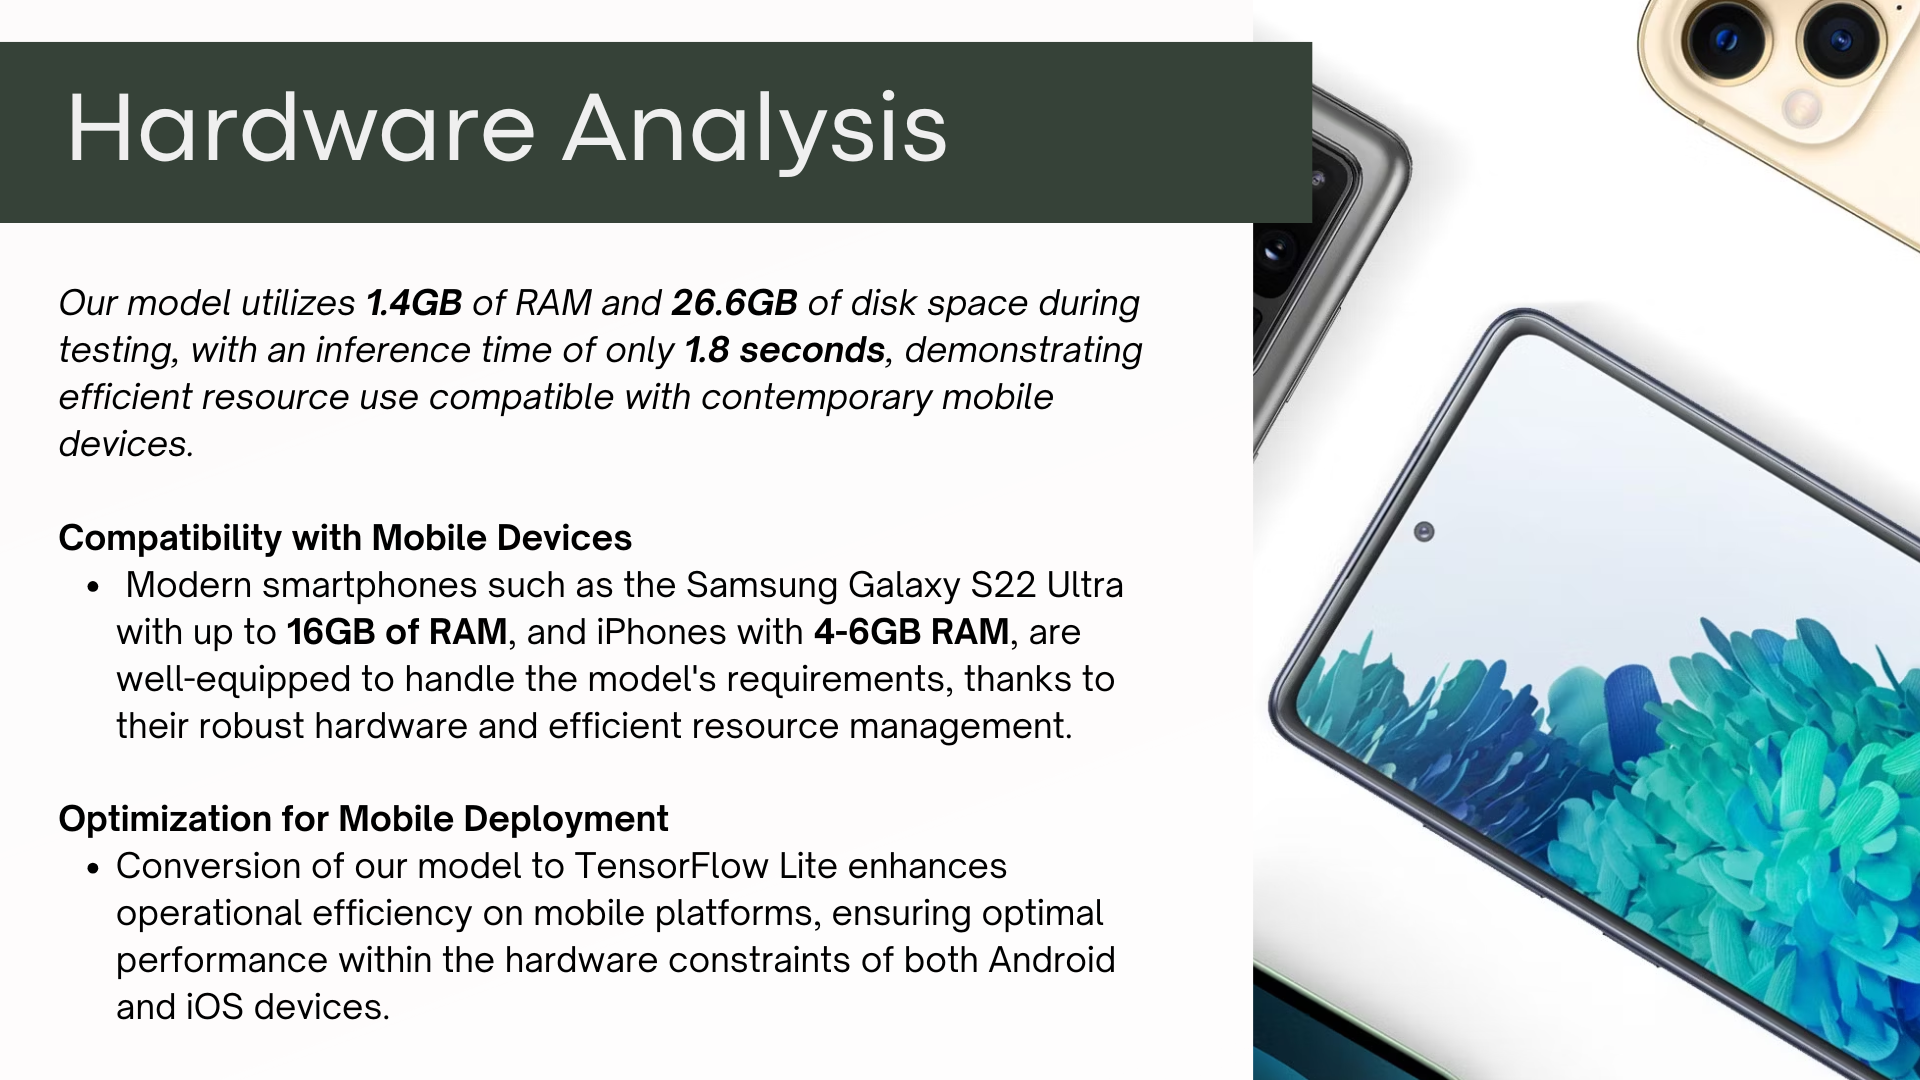 Hardware Analysis
Our model utilizes 1.4GB of RAM and 26.6GB of disk space during
testing, with an inference time of only 1.8 seconds, demonstrating
efficient resource use compatible with contemporary mobile
devices.
Compatibility with Mobile Devices
• Modern smartphones such as the Samsung Galaxy S22 Ultra
with up to 16GB of RAM, and iPhones with 4-6GB RAM, are
well-equipped to handle the model's requirements, thanks to
their robust hardware and efficient resource management.
Optimization for Mobile Deployment
• Conversion of our model to TensorFlow Lite enhances
operational efficiency on mobile platforms, ensuring optimal
performance within the hardware constraints of both Android
and iOS devices.